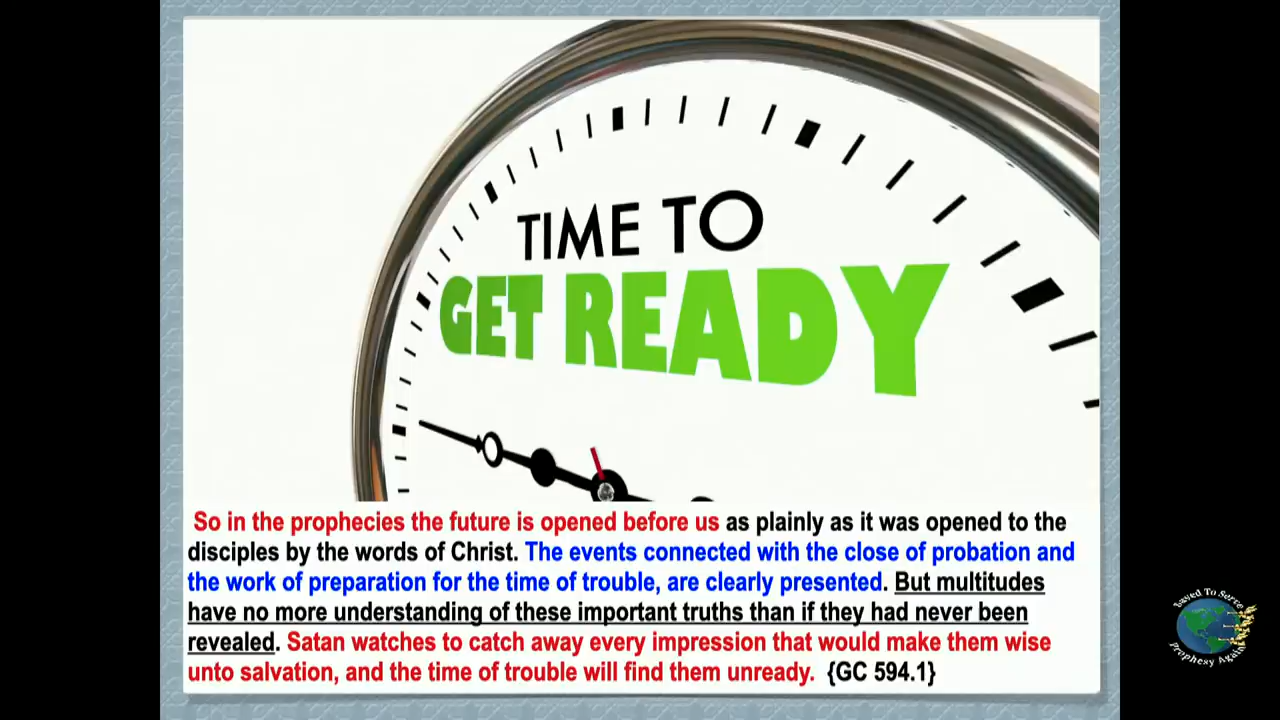 TIME TO
GET READY
So in the prophecies the future is opened before us as plainly as it was opened to the
disciples by the words of Christ. The events connected with the close of probation and
the work of preparation for the time of trouble, are clearly presented. But multitudes
have no more understanding of these important truths than if they had never been
revealed. Satan watches to catch away every impression that would make them wise
unto salvation, and the time of trouble will find them unready. {GC 594.1}
To Serve
Prophesy Again